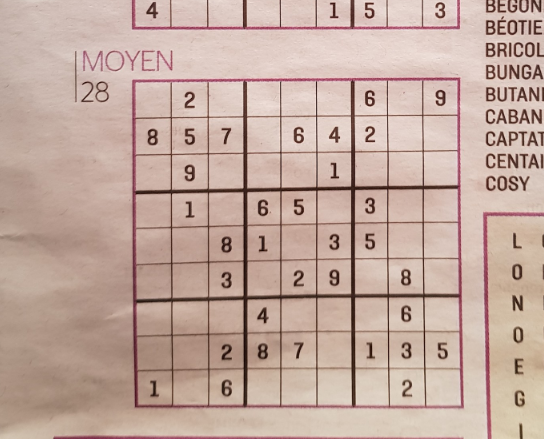 4 1 5 3
MOYEN
28
2 6 9
8 5 7 6 4 2
9 1
1 6 5 3
8 1 3 5
3 2 9 8
4 6
2 8 7 1 3 5
1 6 2
BÉOTIE
BRICOL
BUNGA
BUTANI
CABAN
CAPTAT
CENTAI
COSY
L
O
N
O
E
G